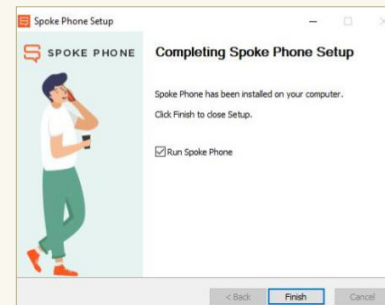 Spoke Phone Setup
SPOKE PHONE
Completing Spoke Phone Setup
Spoke Phone has been installed on your computer.
Click Finish to close Setup.
Run Spoke Phone
< Back
Finish
Cancel